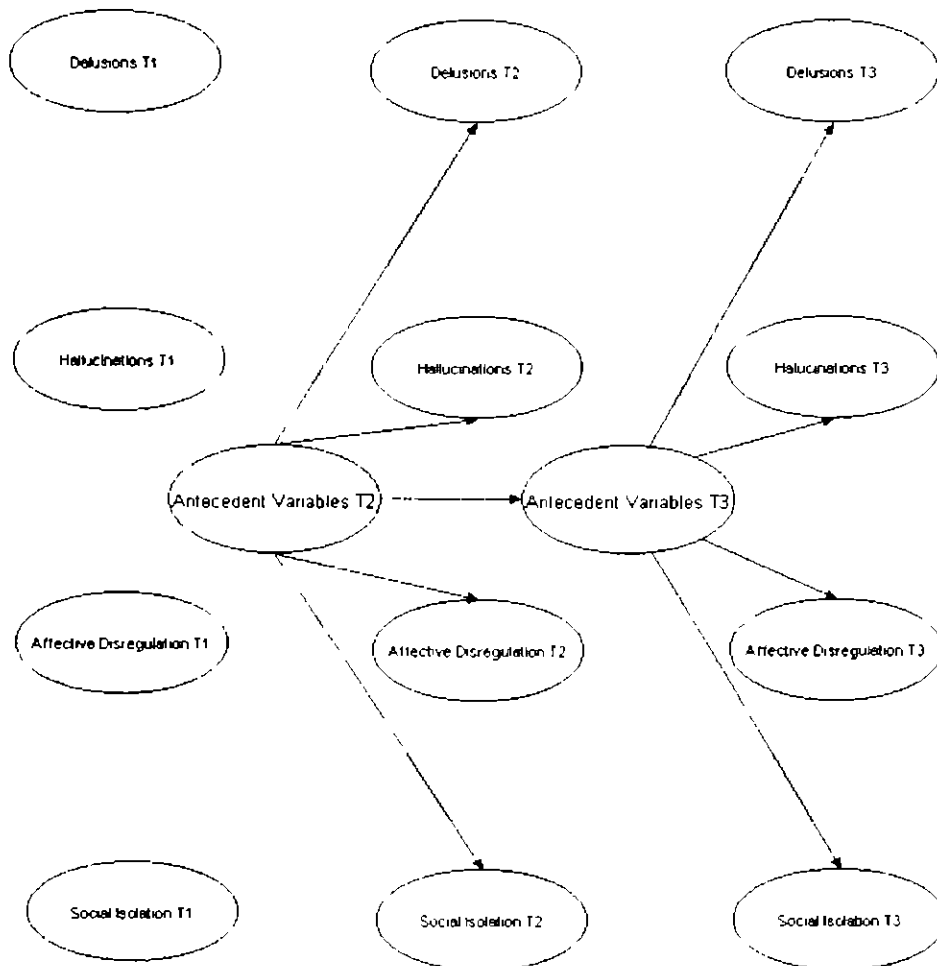 Delusions T1
Delusions T2
Delusions T3
Hallucinations T1
Hallucinations T2
Halucinations T3
Antecedent Variables T2
Antecedent Variables T3
Affective Disregulation T1
Affective Disregulation T2
Affective Disregulation T3
Social Isolation T1
Social Isolation T2
Social Isolation T3